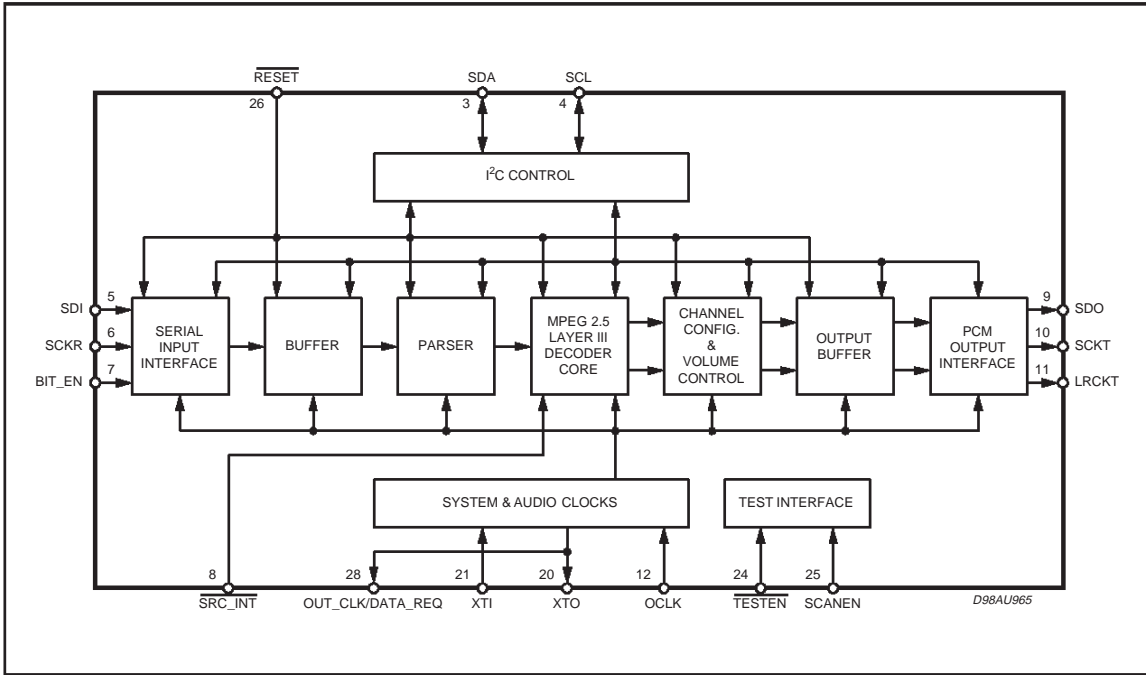 RESET
SDA
SCL
26
3
4
I2C CONTROL
5
SDI
6
SCKR
7
BIT_EN
SERIAL
INPUT
INTERFACE
BUFFER
PARSER
MPEG 2.5
LAYER III
DECODER
CORE
CHANNEL
CONFIG.
&
VOLUME
CONTROL
OUTPUT
BUFFER
PCM
OUTPUT
INTERFACE
9
SDO
10
SCKT
11
LRCKT
SYSTEM & AUDIO CLOCKS
TEST INTERFACE
8
28
21
20
12
24
25
SRC_INT
OUT_CLK/DATA_REQ
XTI
XTO
OCLK
TESTEN
SCANEN
D98AU965